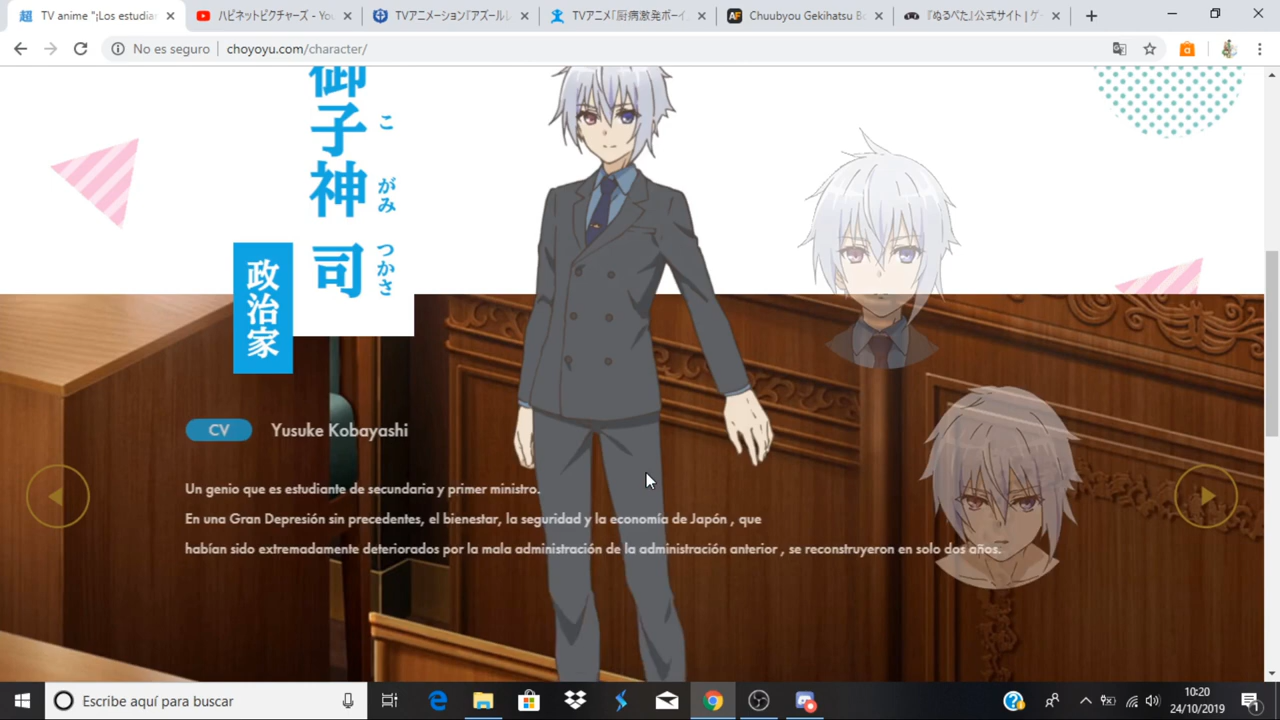 TV anime "¡Los estudia
ハピネットピクチャーズ - You
TVアニメーション『アズールレ
TVアニメ「厨病激発ボーイ」
Chuubyou Gekihatsu Bo
『ぬるぺた』公式サイト | ゲー
No es seguro
choyoyu.com/character/
御子神 司
こ がみ つかさ
政治家
CV
Yusuke Kobayashi
Un genio que es estudiante de secundaria y primer ministro.
En una Gran Depresión sin precedentes, el bienestar, la seguridad y la economía de Japón , que
habían sido extremadamente deteriorados por la mala administración de la administración anterior , se reconstruyeron en solo dos años.
Escribe aquí para buscar
10:20
24/10/2019